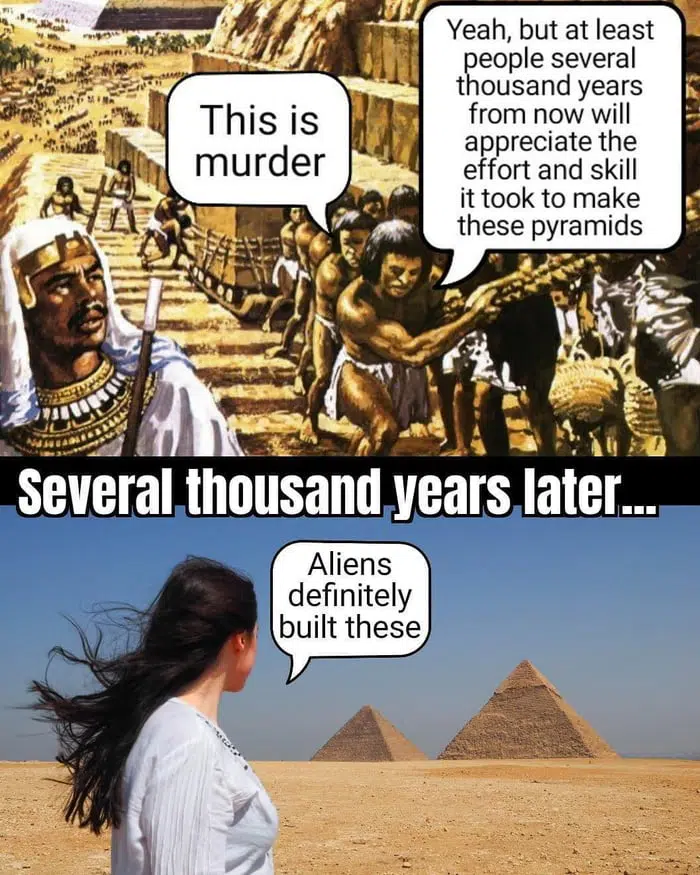 This is
murder
Yeah, but at least
people several
thousand years
from now will
appreciate the
effort and skill
it took to make
these pyramids
Several thousand years later...
Aliens
definitely
built these